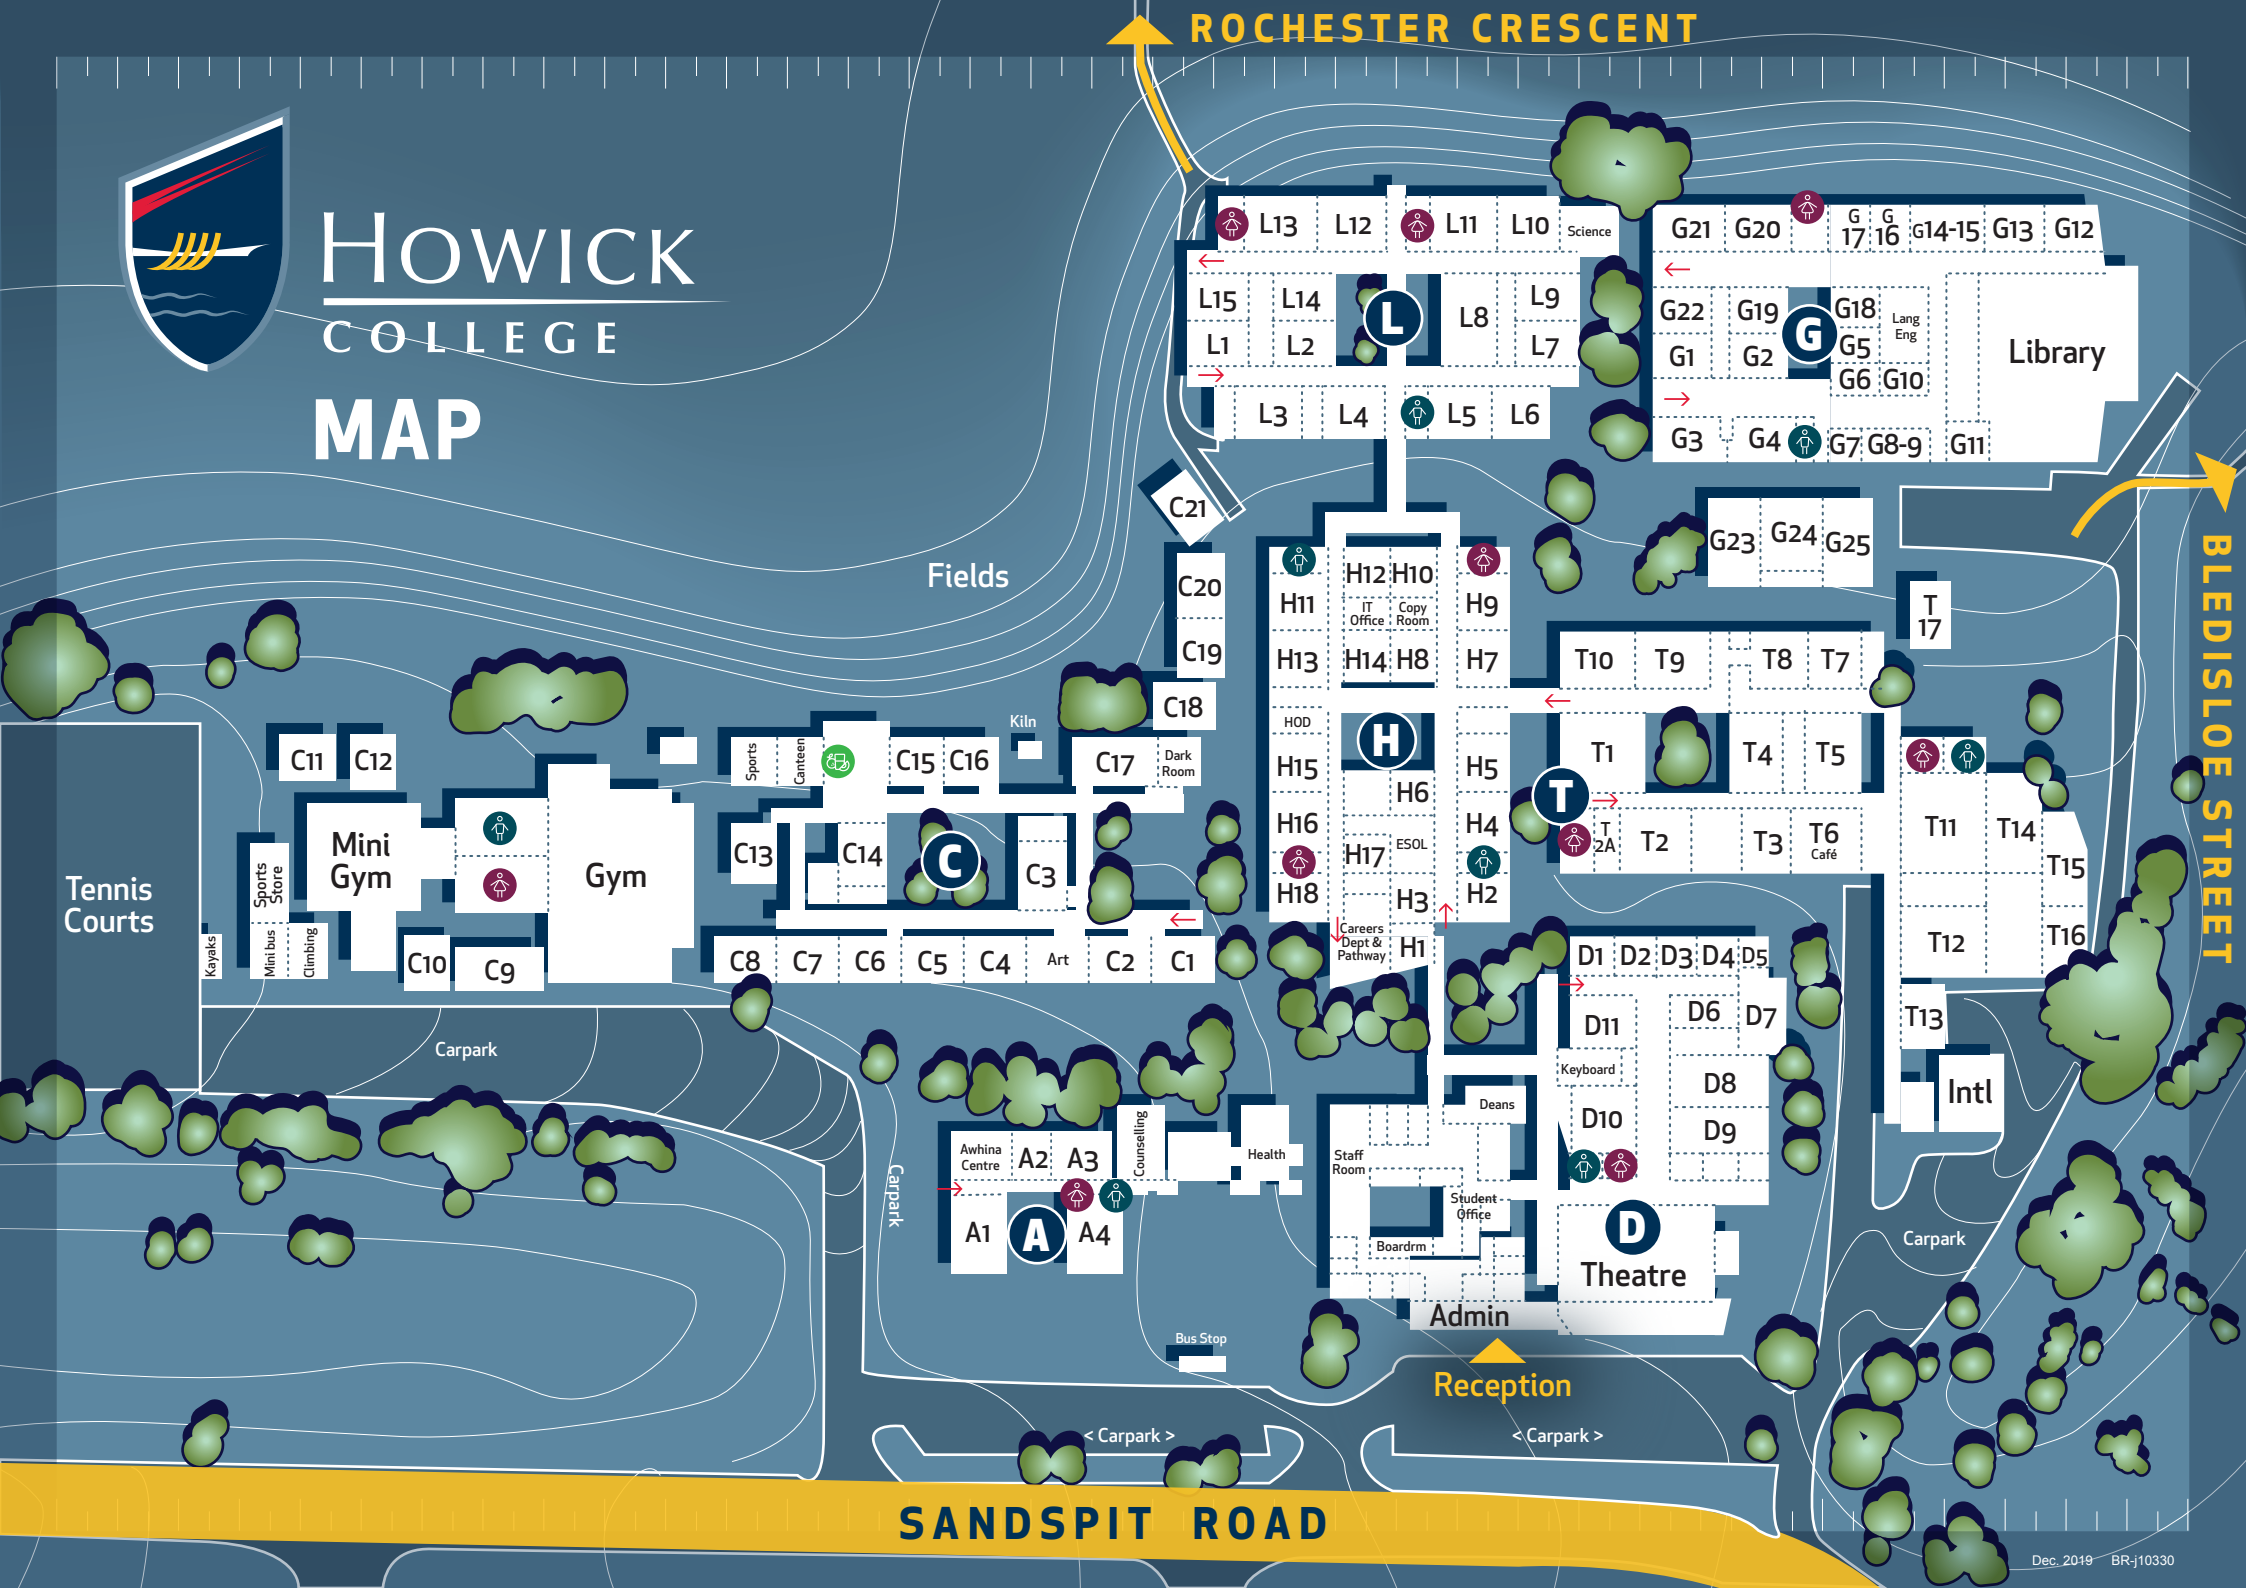 ROCHESTER CRESCENT
HOWICK
COLLEGE
MAP
L13
L12
L11
L10
Science
L15
L14
L
L8
L9
L1
L2
L7
L3
L4
L5
L6
G21
G20
G
17
G
16
G14-15
G13
G12
G22
G19
G
G18
Lang
Eng
Library
G1
G2
G5
G6
G10
G3
G4
G7
G8-9
G11
G23
G24
G25
T
17
BLEDISLOE STREET
C21
C20
C19
C18
Fields
H12
H10
H11
IT
Office
Copy
Room
H9
H13
H14
H8
H7
HOD
H
H15
H5
H6
H16
H4
H17
ESOL
H18
H3
H2
Careers
Dept &
Pathway
H1
T10
T9
T8
T7
T1
T4
T5
T
T
2A
T2
T3
T6
Café
T11
T14
T15
T12
T16
T13
Intl
Kiln
C11
C12
Sports
Canteen
C15
C16
C17
Dark
Room
Mini
Gym
Gym
C13
C14
C
C3
Tennis
Courts
Sports
Store
Kayaks
Mini bus
Climbing
C10
C9
C8
C7
C6
C5
C4
Art
C2
C1
Carpark
D1
D2
D3
D4
D5
D11
D6
D7
Keyboard
D8
D10
D9
D
Theatre
Deans
Staff
Room
Student
Office
Boardrm
Admin
Reception
Awhina
Centre
A2
A3
Counselling
Health
A1
A
A4
Carpark
Carpark
Bus Stop
< Carpark >
< Carpark >
SANDSPIT ROAD
Dec. 2019 BR-j10330